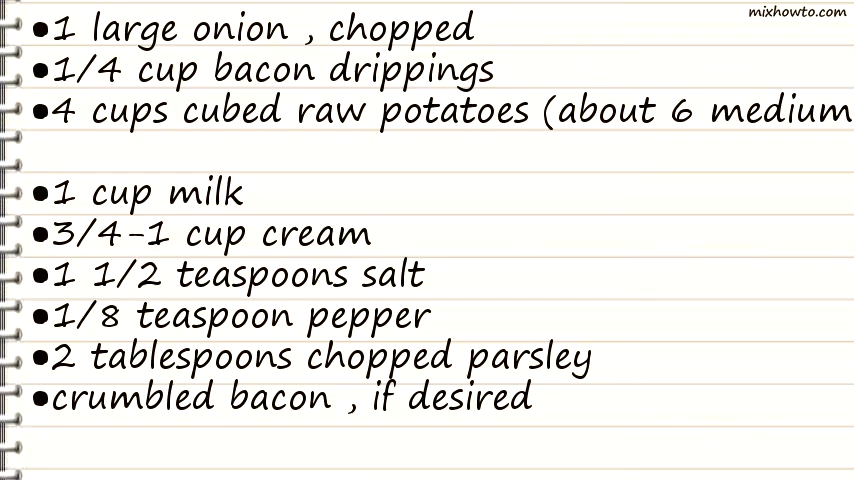 mixhowto.com
•1 large onion , chopped
•1/4 cup bacon drippings
•4 cups cubed raw potatoes (about 6 medium
•1 cup milk
•3/4-1 cup cream
•1 1/2 teaspoons salt
•1/8 teaspoon pepper
•2 tablespoons chopped parsley
•crumbled bacon , if desired